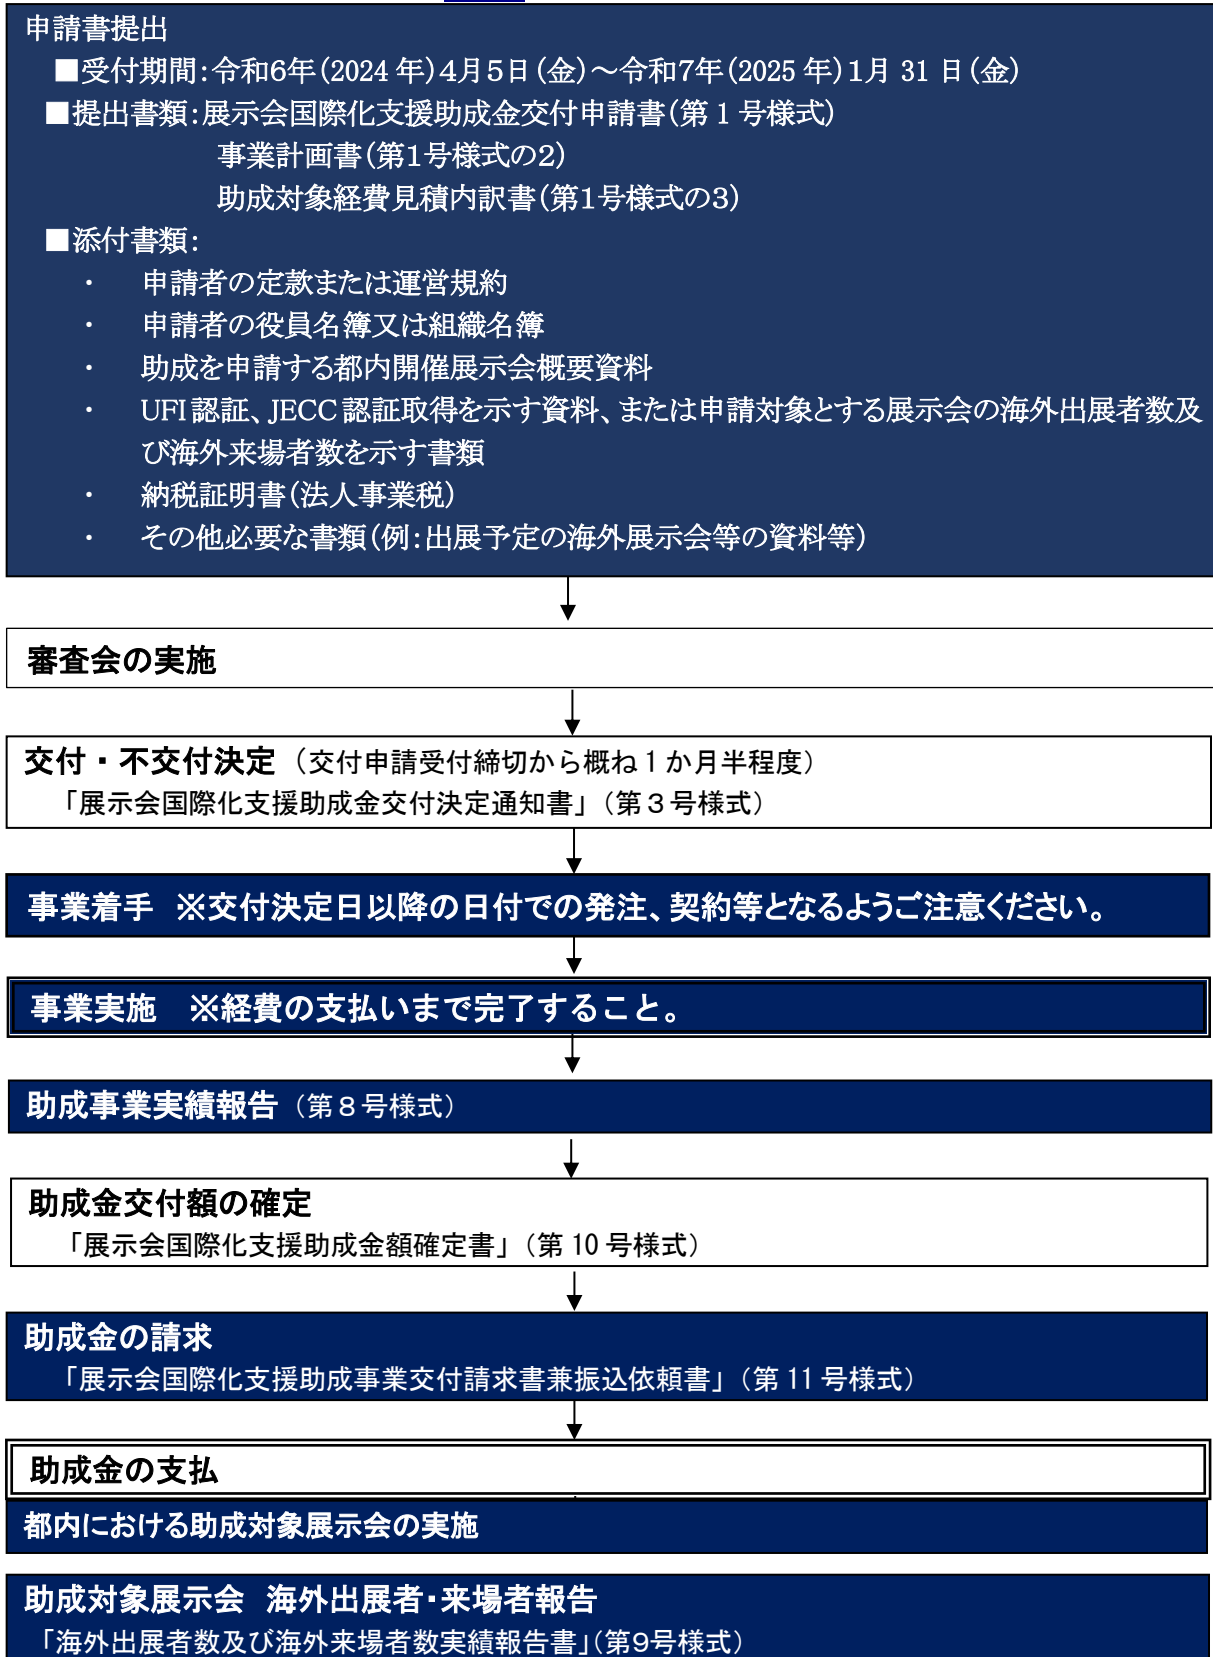 申請書提出
■受付期間：令和6年（2024 年）4月5日（金）～令和7年（2025 年）1月 31 日（金）
■提出書類：展示会国際化支援助成金交付申請書（第 1 号様式）
事業計画書（第1号様式の2）
助成対象経費見積内訳書（第1号様式の3）
■添付書類：
・ 申請者の定款または運営規約
・ 申請者の役員名簿又は組織名簿
・ 助成を申請する都内開催展示会概要資料
・ UFI 認証、JECC 認証取得を示す資料、または申請対象とする展示会の海外出展者数及
び海外来場者数を示す書類
・ 納税証明書（法人事業税）
・ その他必要な書類（例：出展予定の海外展示会等の資料等）
審査会の実施
交付・不交付決定（交付申請受付締切から概ね１か月半程度）
「展示会国際化支援助成金交付決定通知書」（第３号様式）
事業着手 ※交付決定日以降の日付での発注、契約等となるようご注意ください。
事業実施 ※経費の支払いまで完了すること。
助成事業実績報告（第８号様式）
助成金交付額の確定
「展示会国際化支援助成金額確定書」（第 10 号様式）
助成金の請求
「展示会国際化支援助成事業交付請求書兼振込依頼書」（第 11 号様式）
助成金の支払
都内における助成対象展示会の実施
助成対象展示会 海外出展者・来場者報告
「海外出展者数及び海外来場者数実績報告書」（第9号様式）